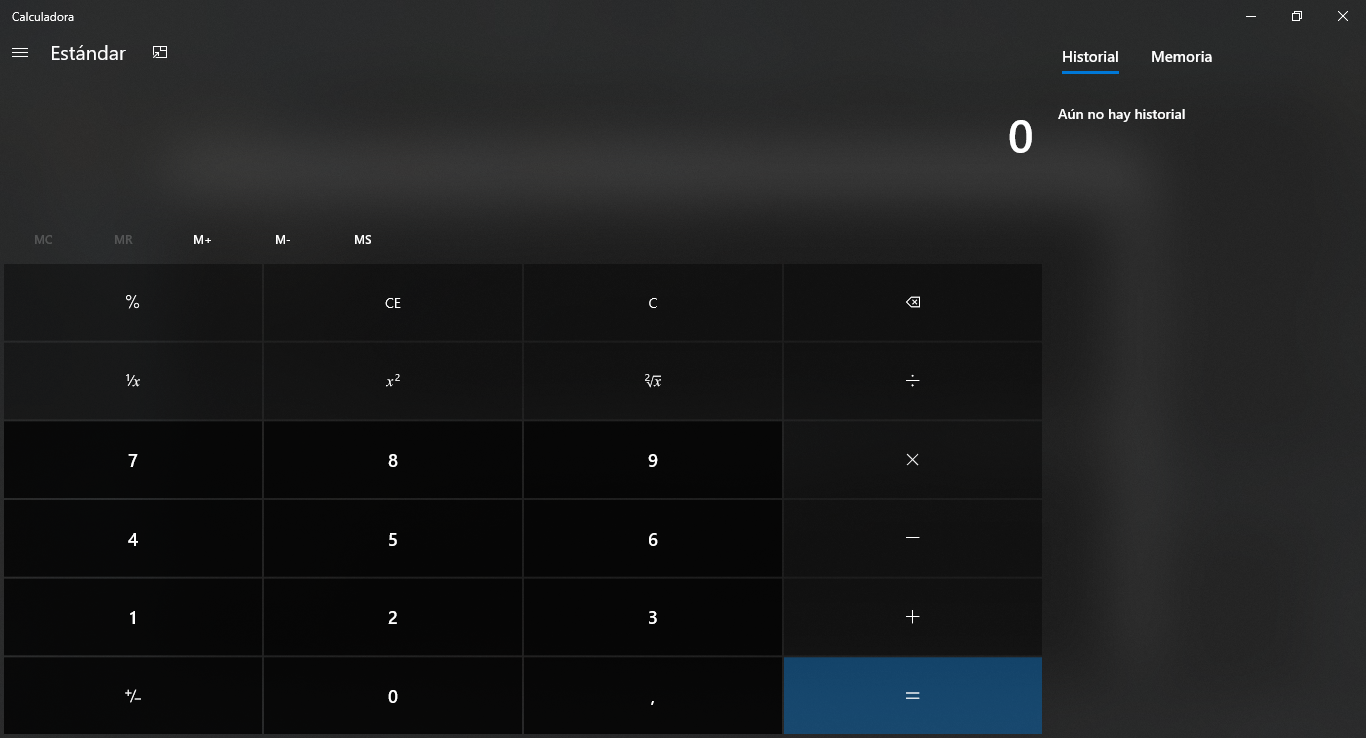 Calculadora
Estándar
Historial Memoria
Aún no hay historial
0
MC MR M+ M- MS
% CE C
¹/x x² ²√x ÷
7 8 9 ×
4 5 6 −
1 2 3 +
+/− 0 , =